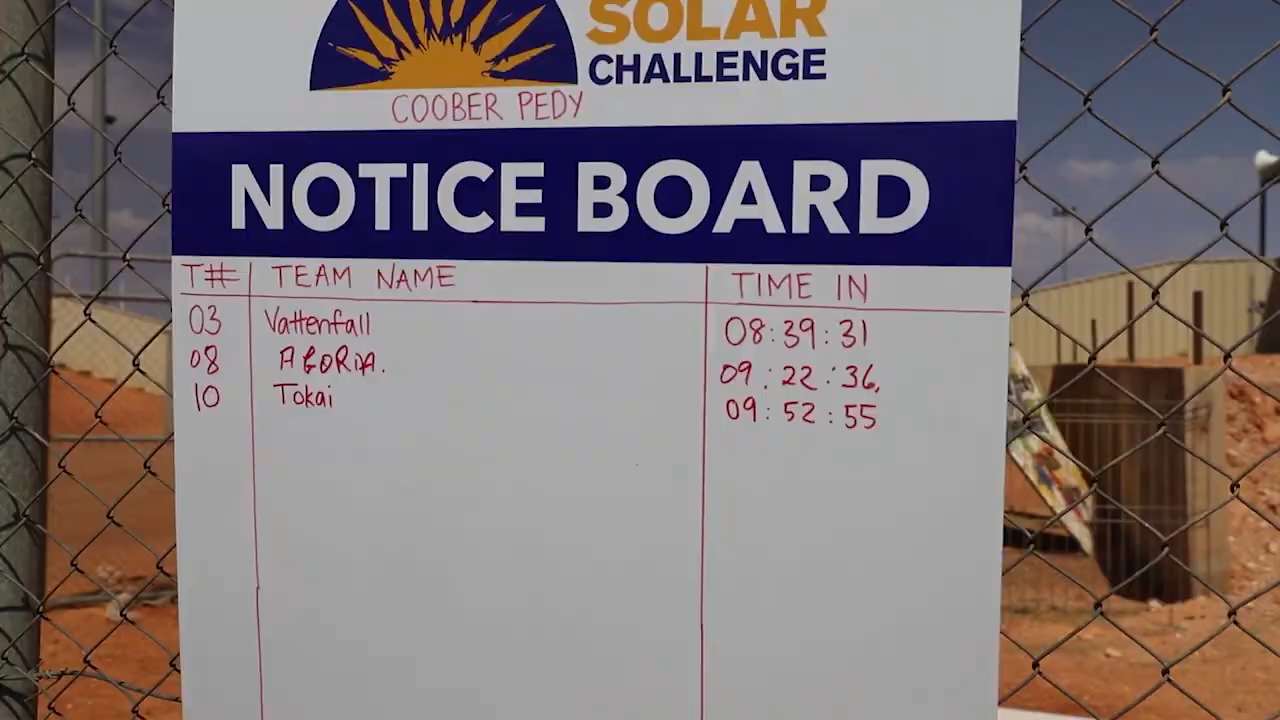 SOLAR
CHALLENGE
COOBER PEDY
NOTICE BOARD
T# TEAM NAME TIME IN
03 Vattenfall 08:39:31
08 AGORIA. 09:22:36.
10 Tokai 09:52:55